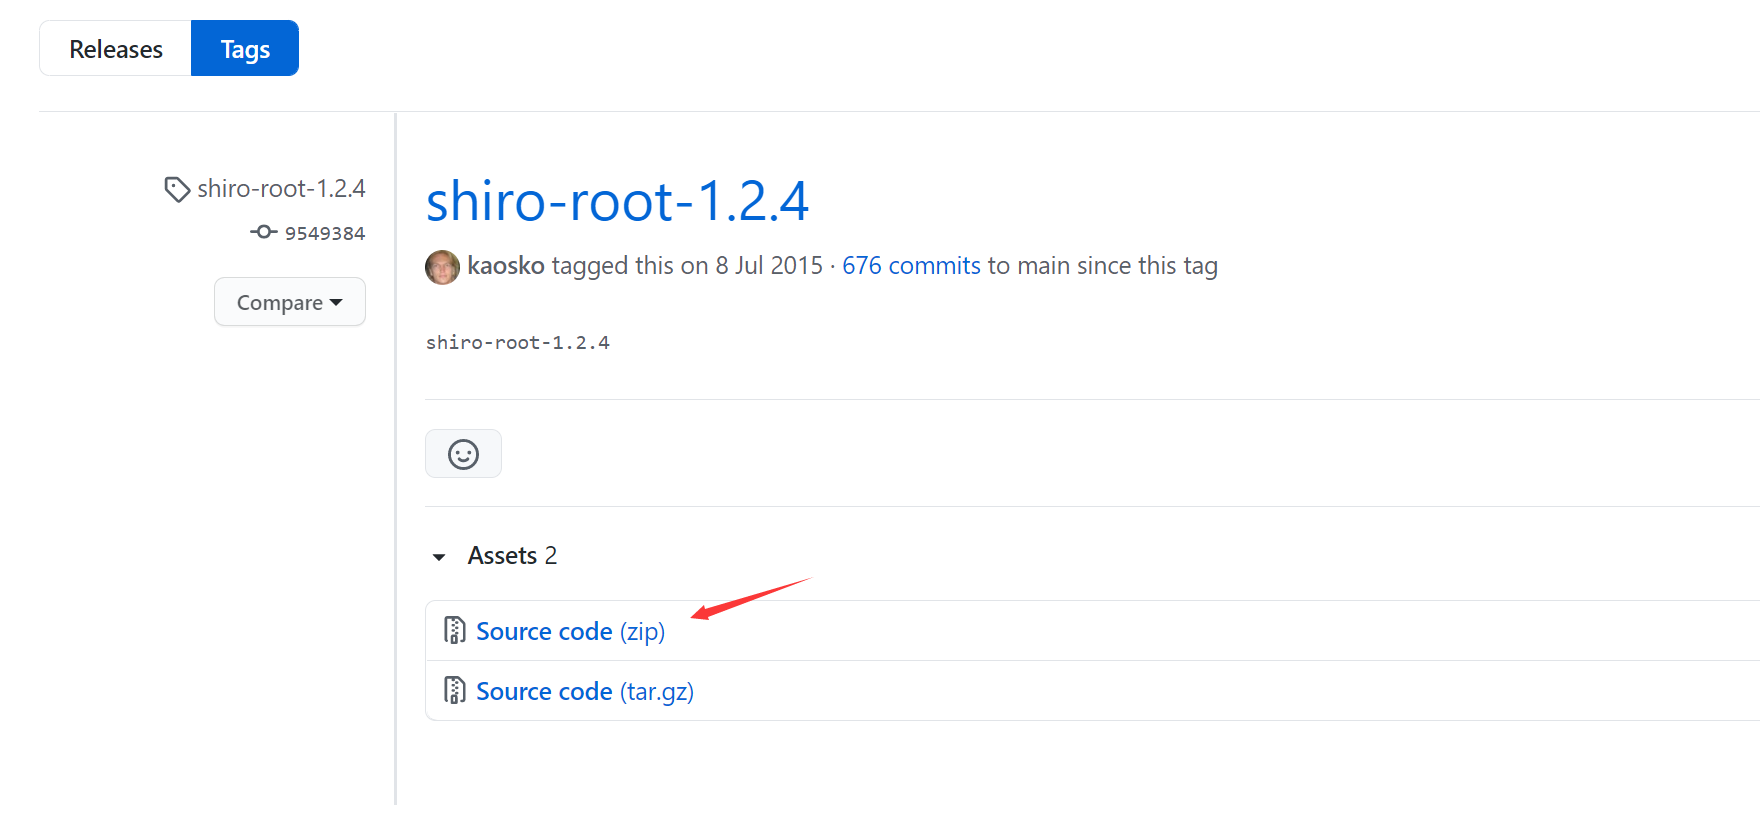 Releases Tags
shiro-root-1.2.4
9549384
Compare
shiro-root-1.2.4
kaosko tagged this on 8 Jul 2015 · 676 commits to main since this tag
shiro-root-1.2.4
Assets 2
Source code (zip)
Source code (tar.gz)